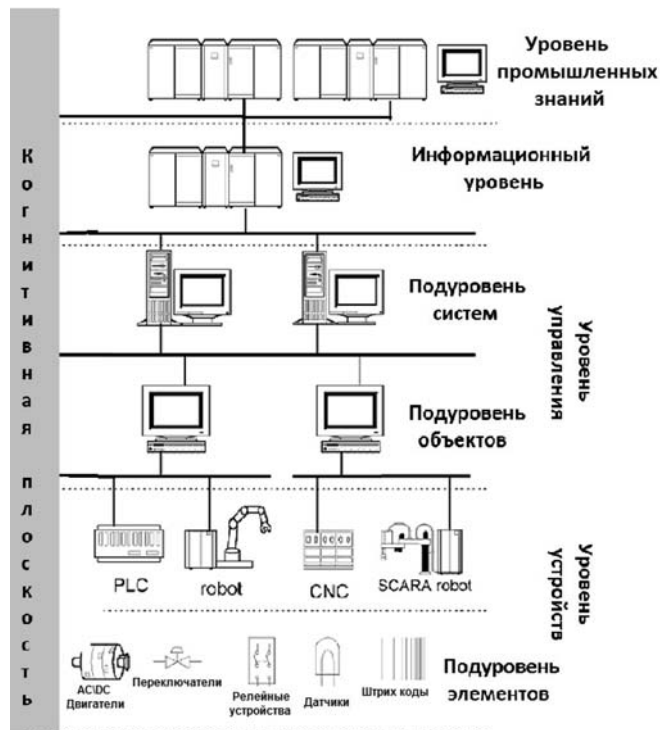 Уровень
промышленных
знаний
Информационный
уровень
Подуровень
систем
Уровень
управления
Подуровень
объектов
PLC
robot
CNC
SCARA robot
Уровень
устройств
AC\DC
Двигатели
Переключатели
Релейные
устройства
Датчики
Штрих коды
Подуровень
элементов
Когнитивная плоскость